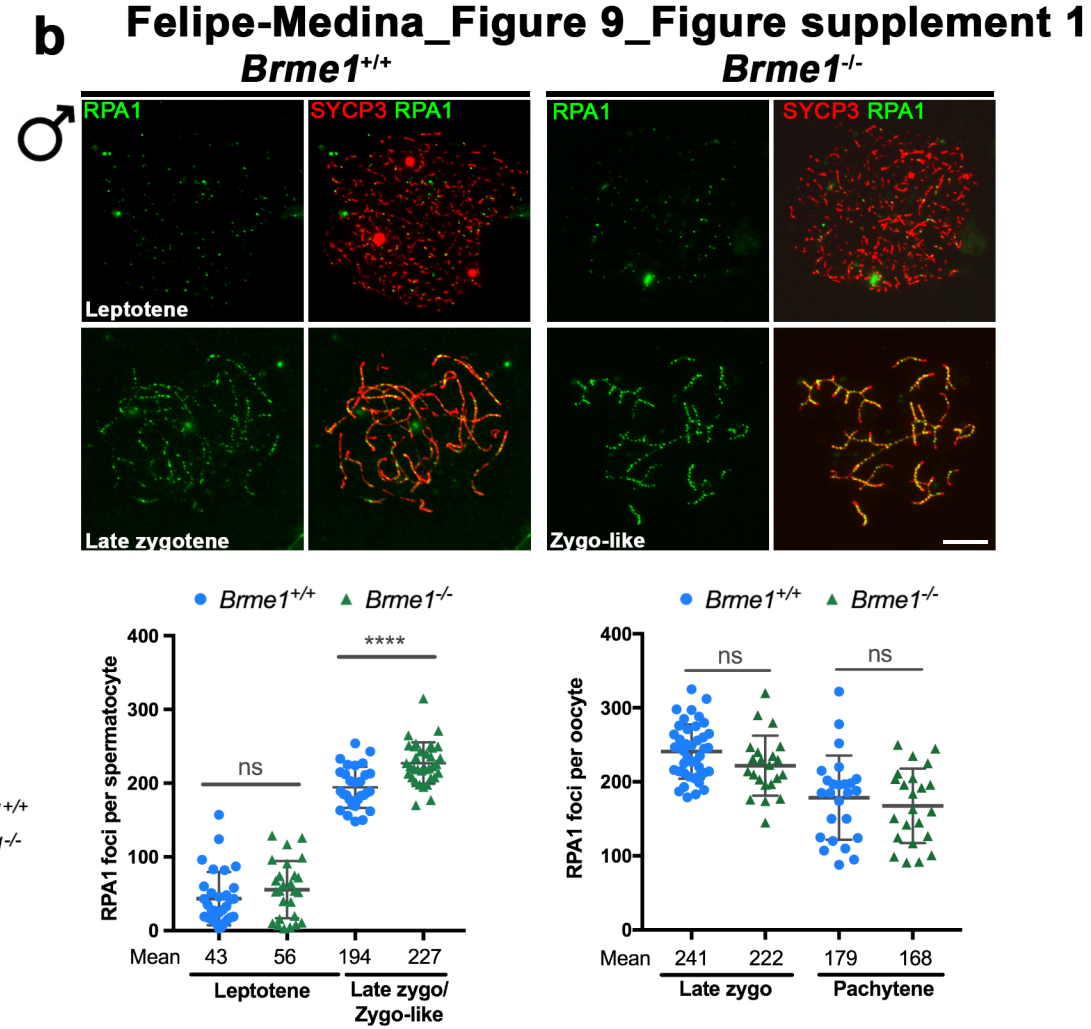 b
Felipe-Medina_Figure 9_Figure supplement 1
Brme1+/+
Brme1-/-
RPA1
SYCP3 RPA1
RPA1
SYCP3 RPA1
Leptotene
Late zygotene
Zygo-like
Brme1+/+ Brme1-/-
400
300
200
100
0
RPA1 foci per spermatocyte
ns
****
Mean 43 56 194 227
Leptotene
Late zygo/
Zygo-like
Brme1+/+ Brme1-/-
400
300
200
100
0
RPA1 foci per oocyte
ns
ns
Mean 241 222 179 168
Late zygo
Pachytene
+/+
-/-